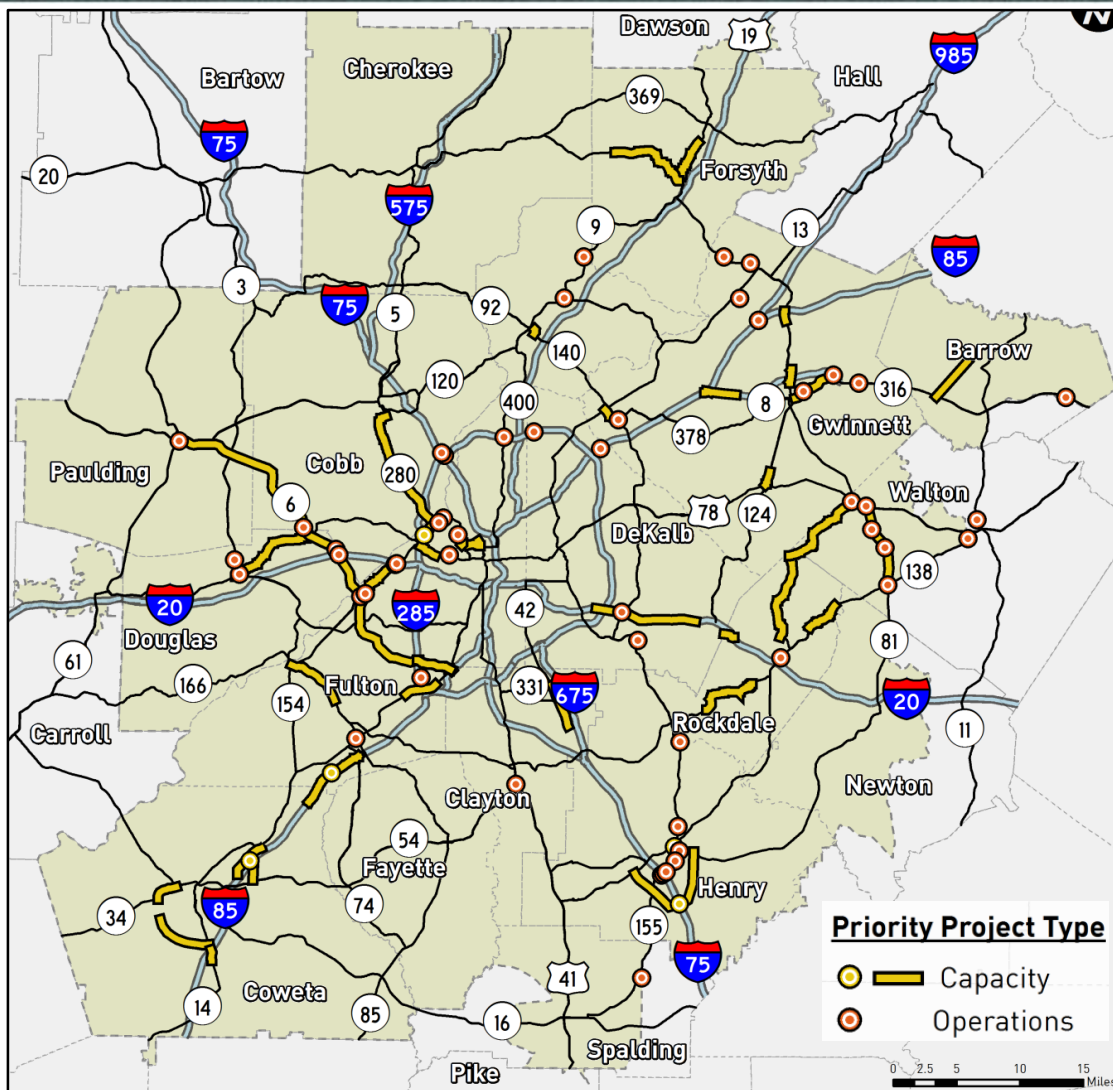 N
Dawson
19
985
Bartow
Cherokee
Hall
369
75
20
Forsyth
575
9
13
85
3
75
5
92
140
120
Barrow
400
8
316
378
Gwinnett
Paulding
Cobb
280
Walton
6
78
124
DeKalb
138
20
285
42
Douglas
61
81
166
Fulton
154
331
675
20
Rockdale
Carroll
11
Clayton
Newton
54
Fayette
Henry
34
85
74
155
75
41
14
Coweta
85
16
Spalding
Pike
Priority Project Type
Capacity
Operations
0 2.5 5 10 15
Miles